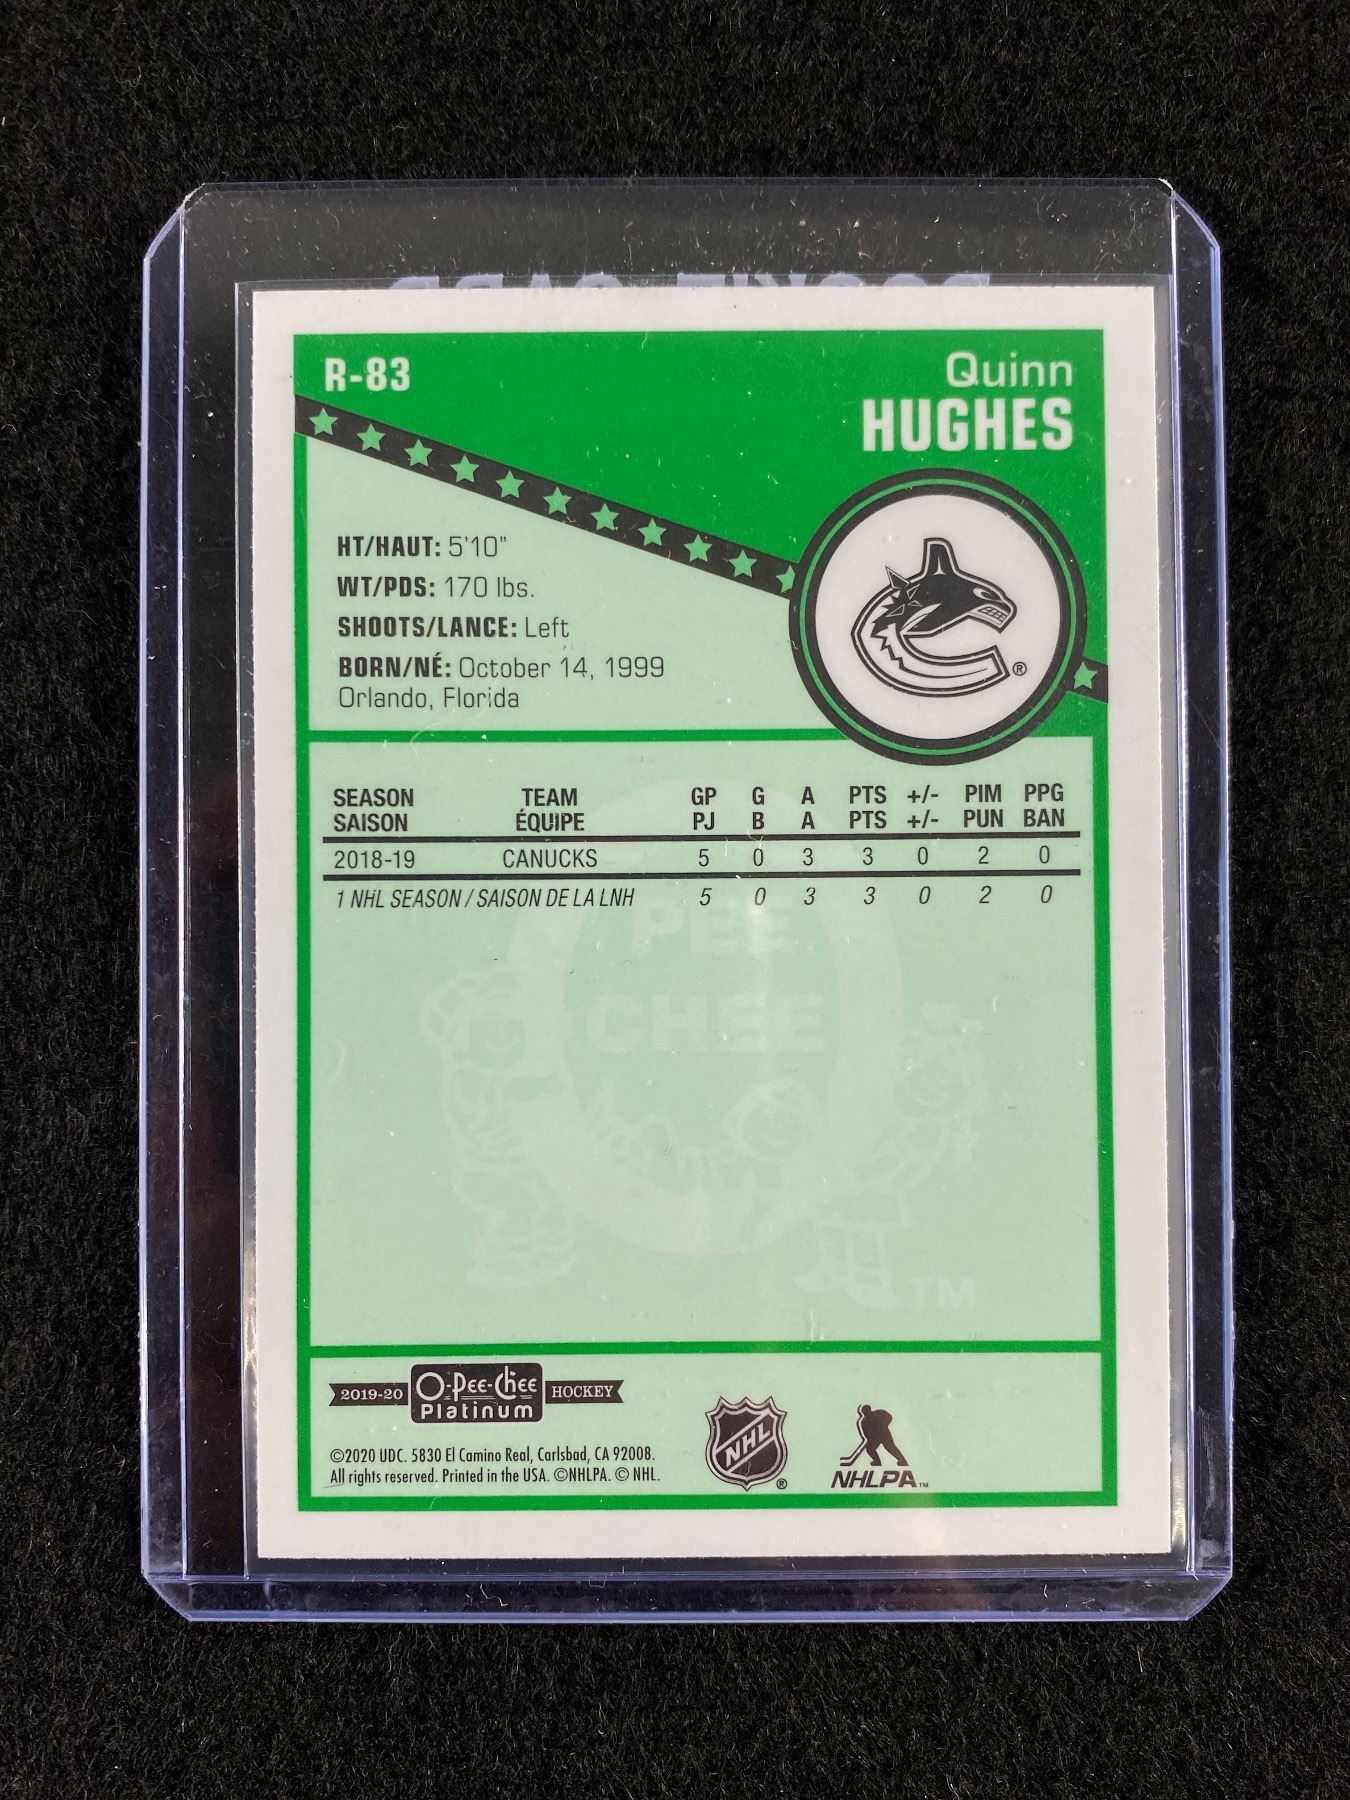 R-83
Quinn
HUGHES
HT/HAUT: 5'10"
WT/PDS: 170 lbs.
SHOOTS/LANCE: Left
BORN/NÉ: October 14, 1999
Orlando, Florida
®
SEASON TEAM GP G A PTS +/- PIM PPG
SAISON ÉQUIPE PJ B A PTS +/- PUN BAN
2018-19 CANUCKS 5 0 3 3 0 2 0
1 NHL SEASON / SAISON DE LA LNH 5 0 3 3 0 2 0
PEE
CHEE
TM
2019-20 O-Pee-Chee HOCKEY
Platinum
©2020 UDC. 5830 El Camino Real, Carlsbad, CA 92008.
All rights reserved. Printed in the USA. ©NHLPA. © NHL.
NHL ®
NHLPA™